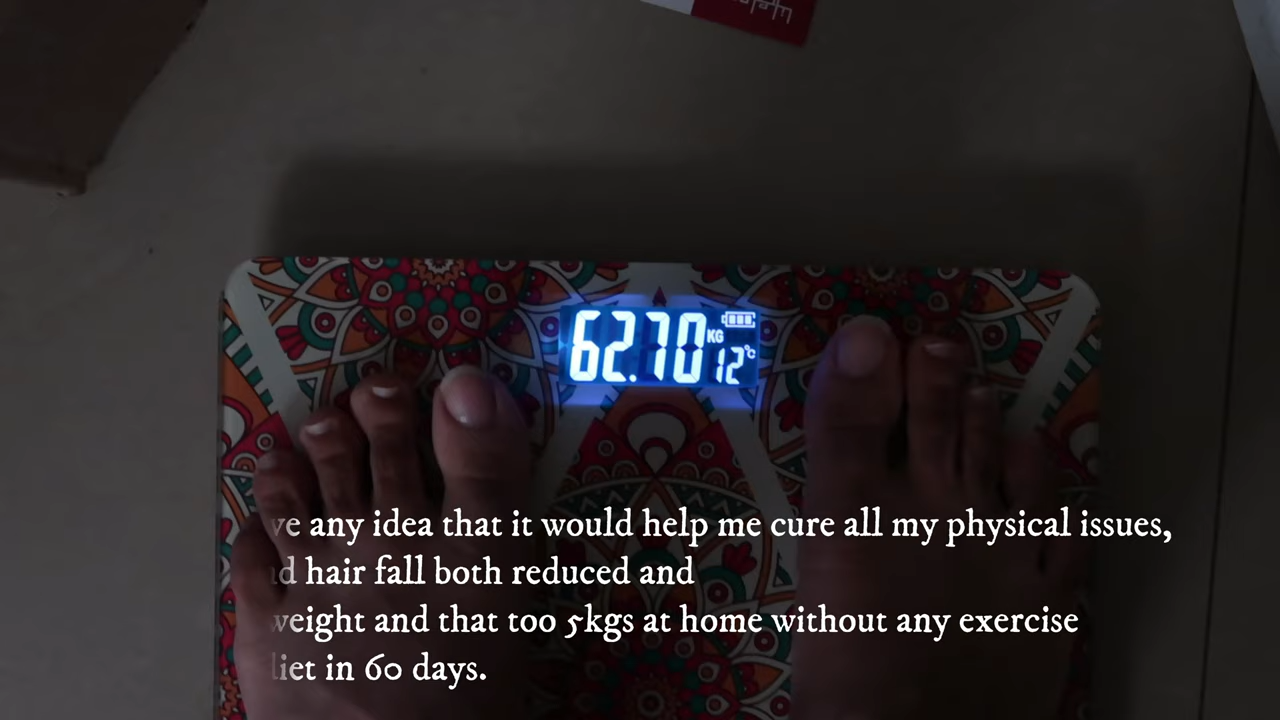 62.70 KG
12°C
any idea that it would help me cure all my physical issues,
hair fall both reduced and
weight and that too 5kgs at home without any exercise
in 60 days.